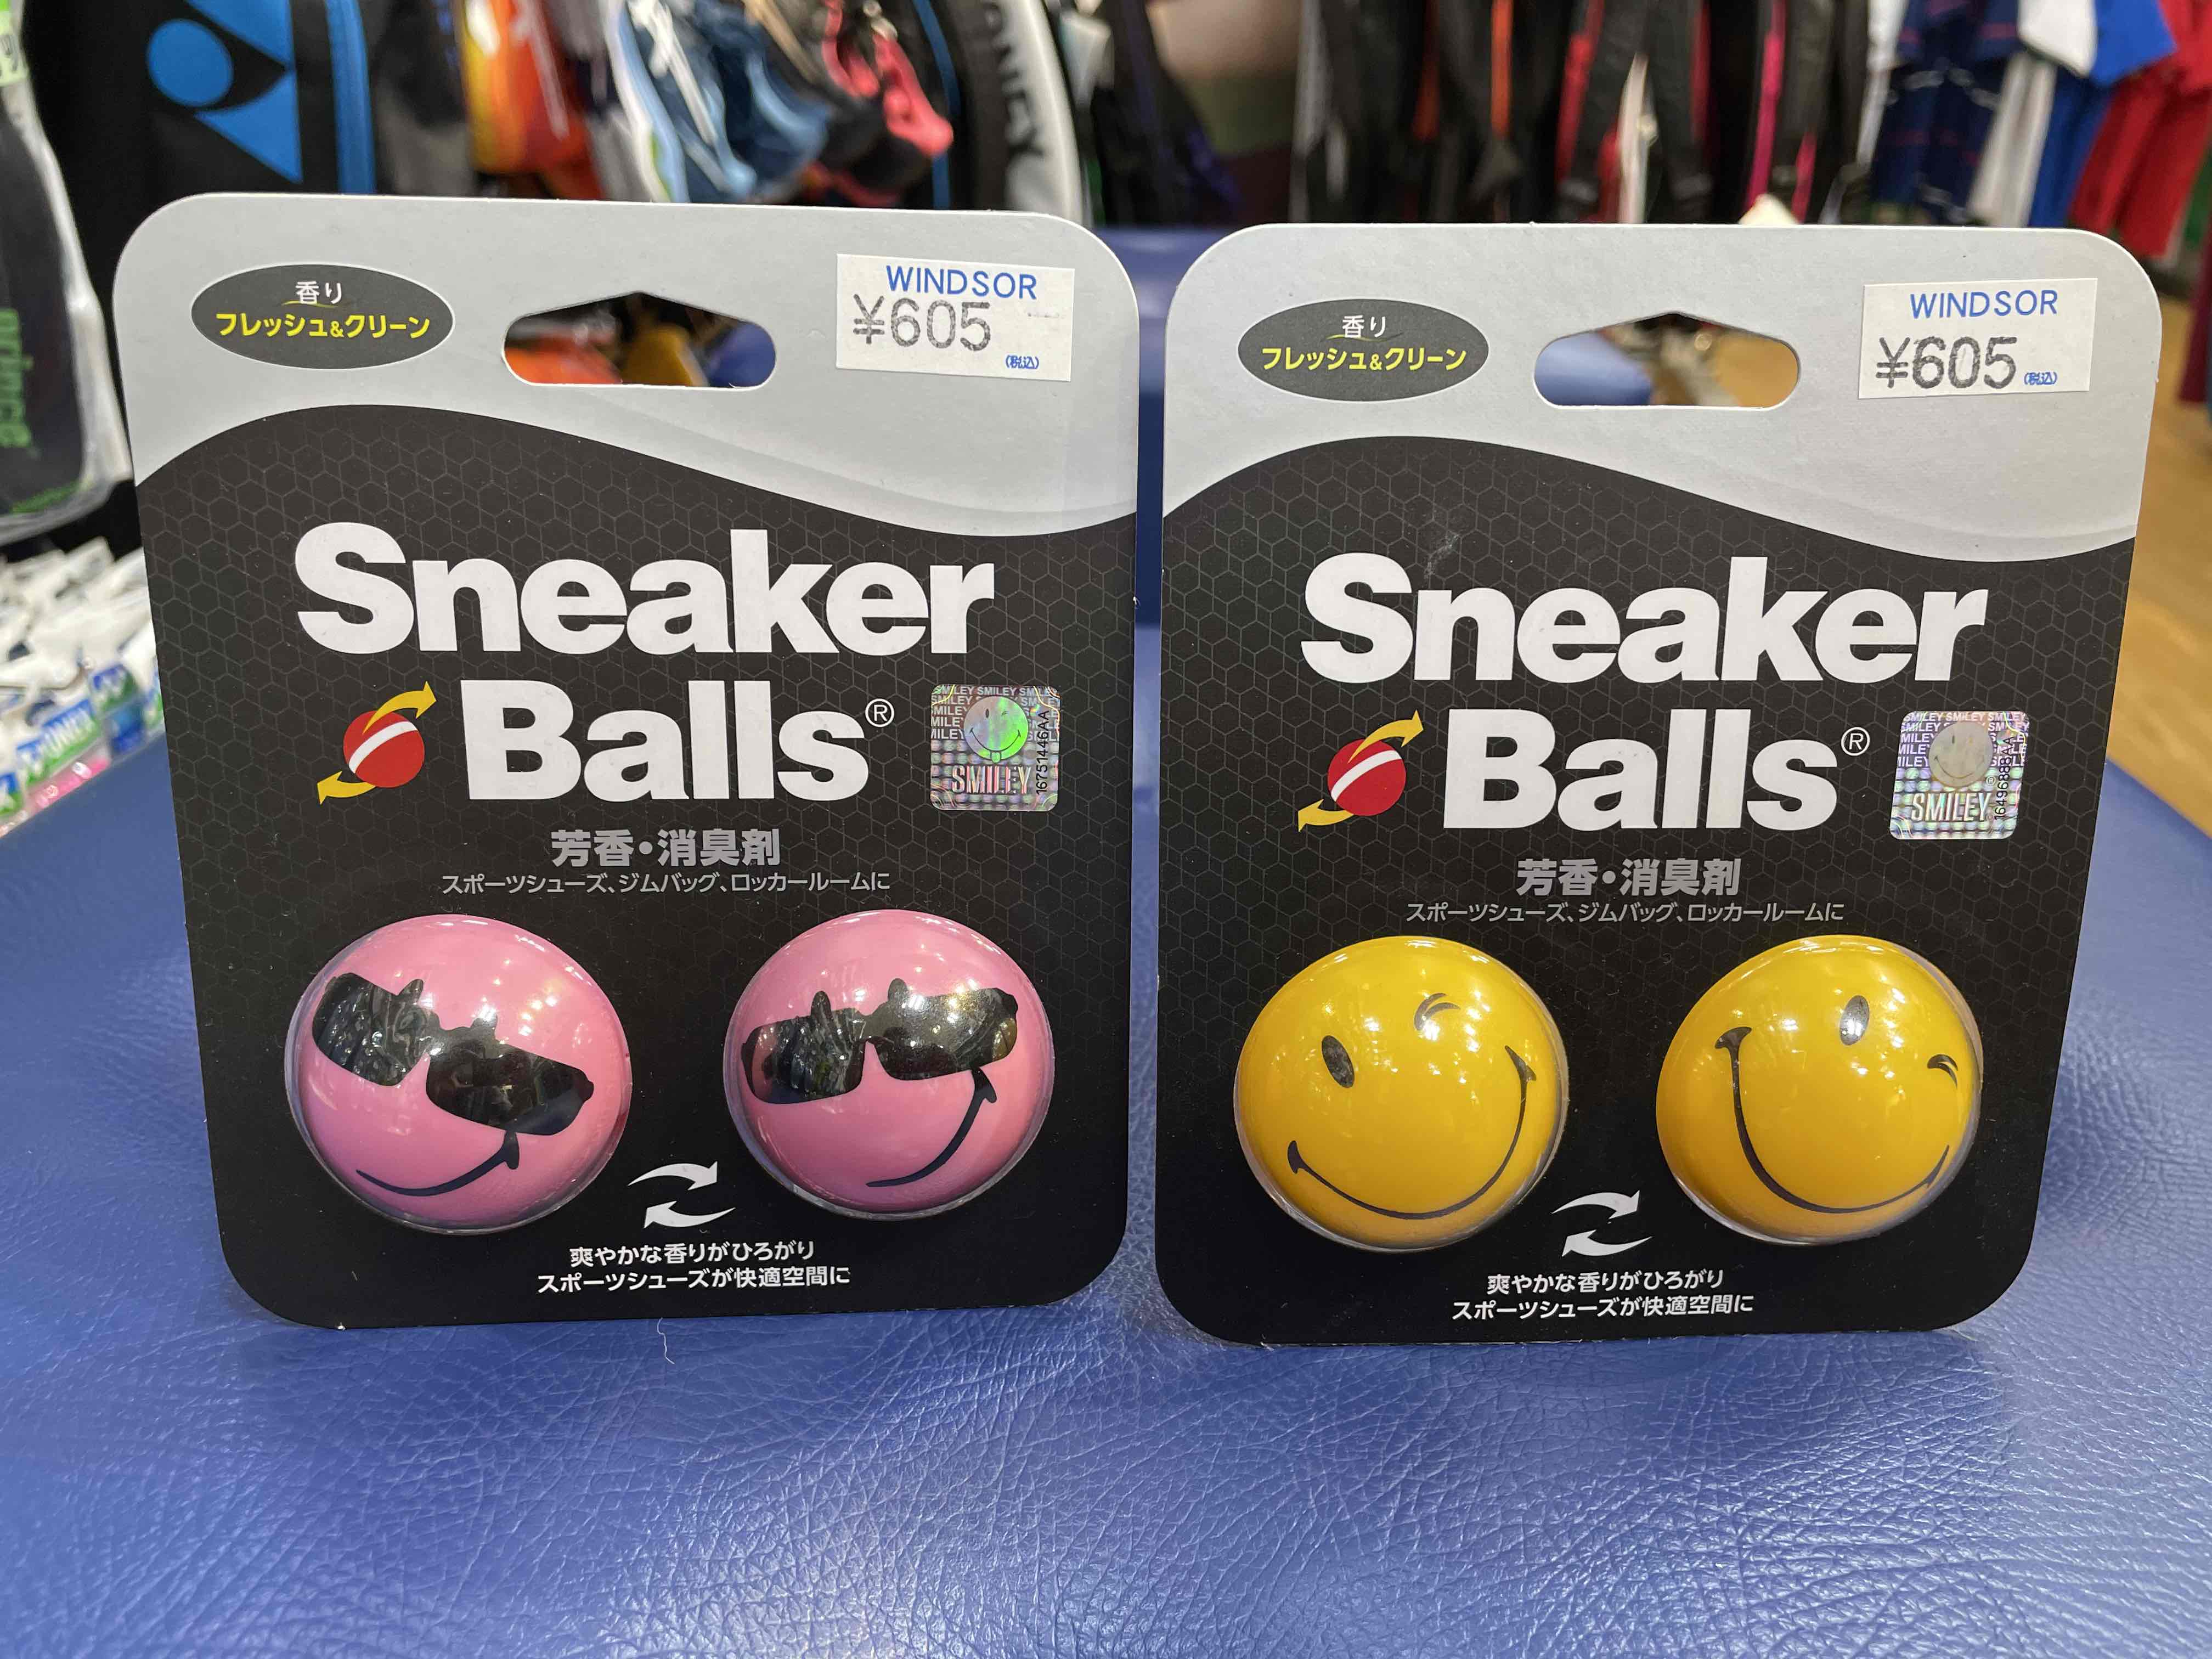 香り
フレッシュ&クリーン
WINDSOR
¥605
(税込)
Sneaker
Balls®
SMILEY SMILEY SMILEY
SMILEY
16751446AA
芳香・消臭剤
スポーツシューズ、ジムバッグ、ロッカールームに
爽やかな香りがひろがり
スポーツシューズが快適空間に
香り
フレッシュ&クリーン
WINDSOR
¥605
(税込)
Sneaker
Balls®
SMILEY SMILEY SMILEY
SMILEY
芳香・消臭剤
スポーツシューズ、ジムバッグ、ロッカールームに
爽やかな香りがひろがり
スポーツシューズが快適空間に